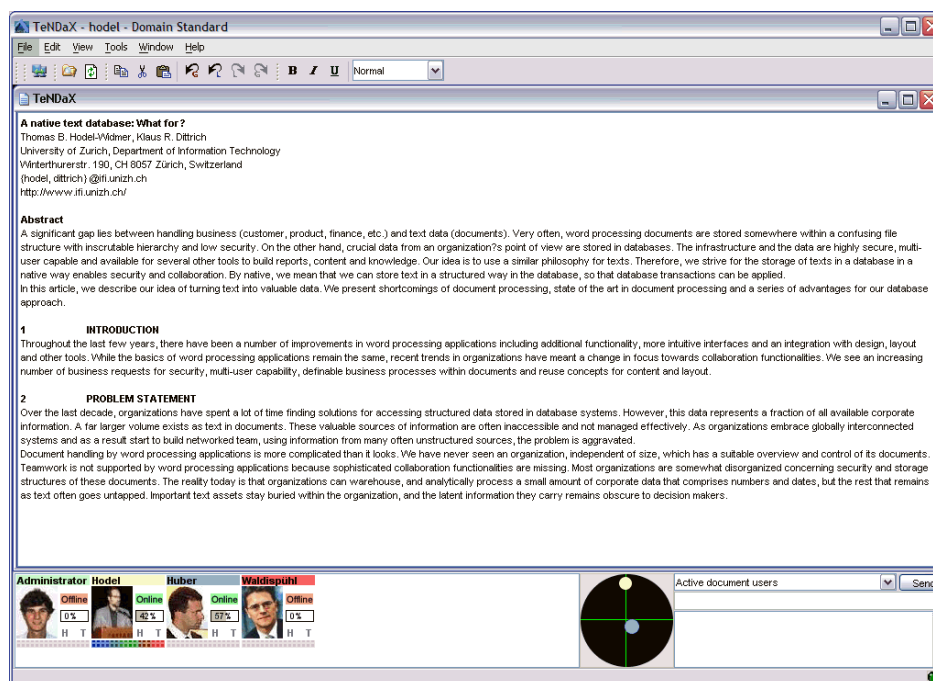 TeNDaX - hodel - Domain Standard
File Edit View Tools Window Help
B I U Normal
TeNDaX
A native text database: What for?
Thomas B. Hodel-Widmer, Klaus R. Dittrich
University of Zurich, Department of Information Technology
Winterthurerstr. 190, CH 8057 Zürich, Switzerland
{hodel, dittrich} @ifi.unizh.ch
http://www.ifi.unizh.ch/
Abstract
A significant gap lies between handling business (customer, product, finance, etc.) and text data (documents). Very often, word processing documents are stored somewhere within a confusing file
structure with inscrutable hierarchy and low security. On the other hand, crucial data from an organization?s point of view are stored in databases. The infrastructure and the data are highly secure, multi-
user capable and available for several other tools to build reports, content and knowledge. Our idea is to use a similar philosophy for texts. Therefore, we strive for the storage of texts in a database in a
native way enables security and collaboration. By native, we mean that we can store text in a structured way in the database, so that database transactions can be applied.
In this article, we describe our idea of turning text into valuable data. We present shortcomings of document processing, state of the art in document processing and a series of advantages for our database
approach.
1 INTRODUCTION
Throughout the last few years, there have been a number of improvements in word processing applications including additional functionality, more intuitive interfaces and an integration with design, layout
and other tools. While the basics of word processing applications remain the same, recent trends in organizations have meant a change in focus towards collaboration functionalities. We see an increasing
number of business requests for security, multi-user capability, definable business processes within documents and reuse concepts for content and layout.
2 PROBLEM STATEMENT
Over the last decade, organizations have spent a lot of time finding solutions for accessing structured data stored in database systems. However, this data represents a fraction of all available corporate
information. A far larger volume exists as text in documents. These valuable sources of information are often inaccessible and not managed effectively. As organizations embrace globally interconnected
systems and as a result start to build networked team, using information from many often unstructured sources, the problem is aggravated.
Document handling by word processing applications is more complicated than it looks. We have never seen an organization, independent of size, which has a suitable overview and control of its documents.
Teamwork is not supported by word processing applications because sophisticated collaboration functionalities are missing. Most organizations are somewhat disorganized concerning security and storage
structures of these documents. The reality today is that organizations can warehouse, and analytically process a small amount of corporate data that comprises numbers and dates, but the rest that remains
as text often goes untapped. Important text assets stay buried within the organization, and the latent information they carry remains obscure to decision makers.
Administrator Hodel Huber Waldispühl
Offline Online Online Offline
0% 42% 57% 0%
H T H T H T H T
Active document users Send